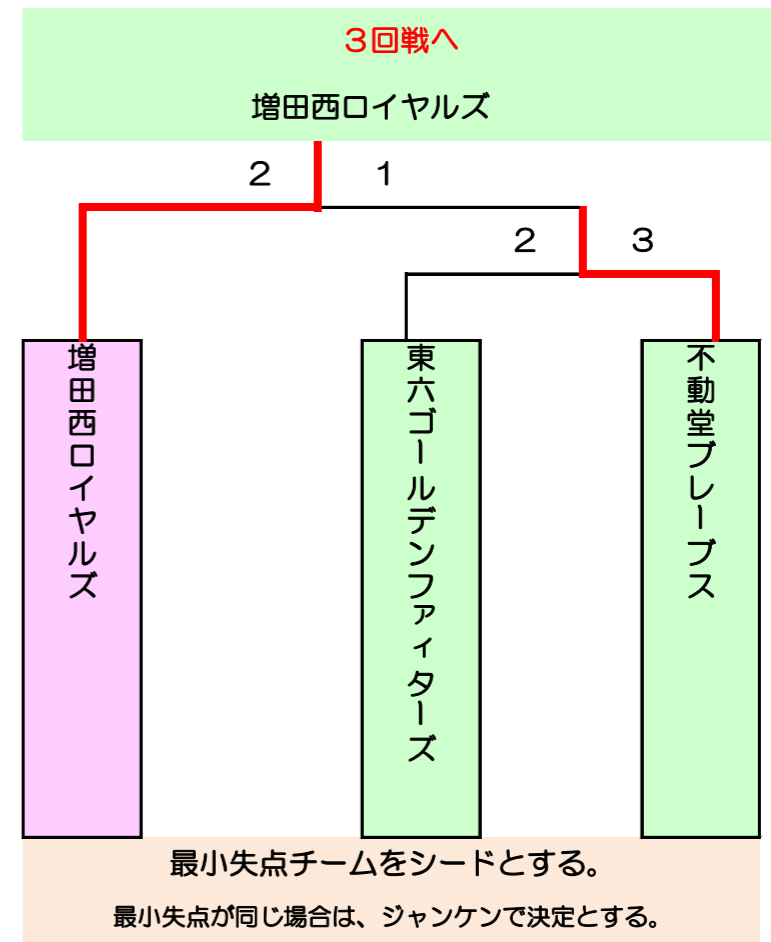 ３回戦へ
増田西ロイヤルズ
２　１
２　３
増田西ロイヤルズ
東六ゴールデンファィターズ
不動堂ブレーブス
最小失点チームをシードとする。
最小失点が同じ場合は、ジャンケンで決定とする。